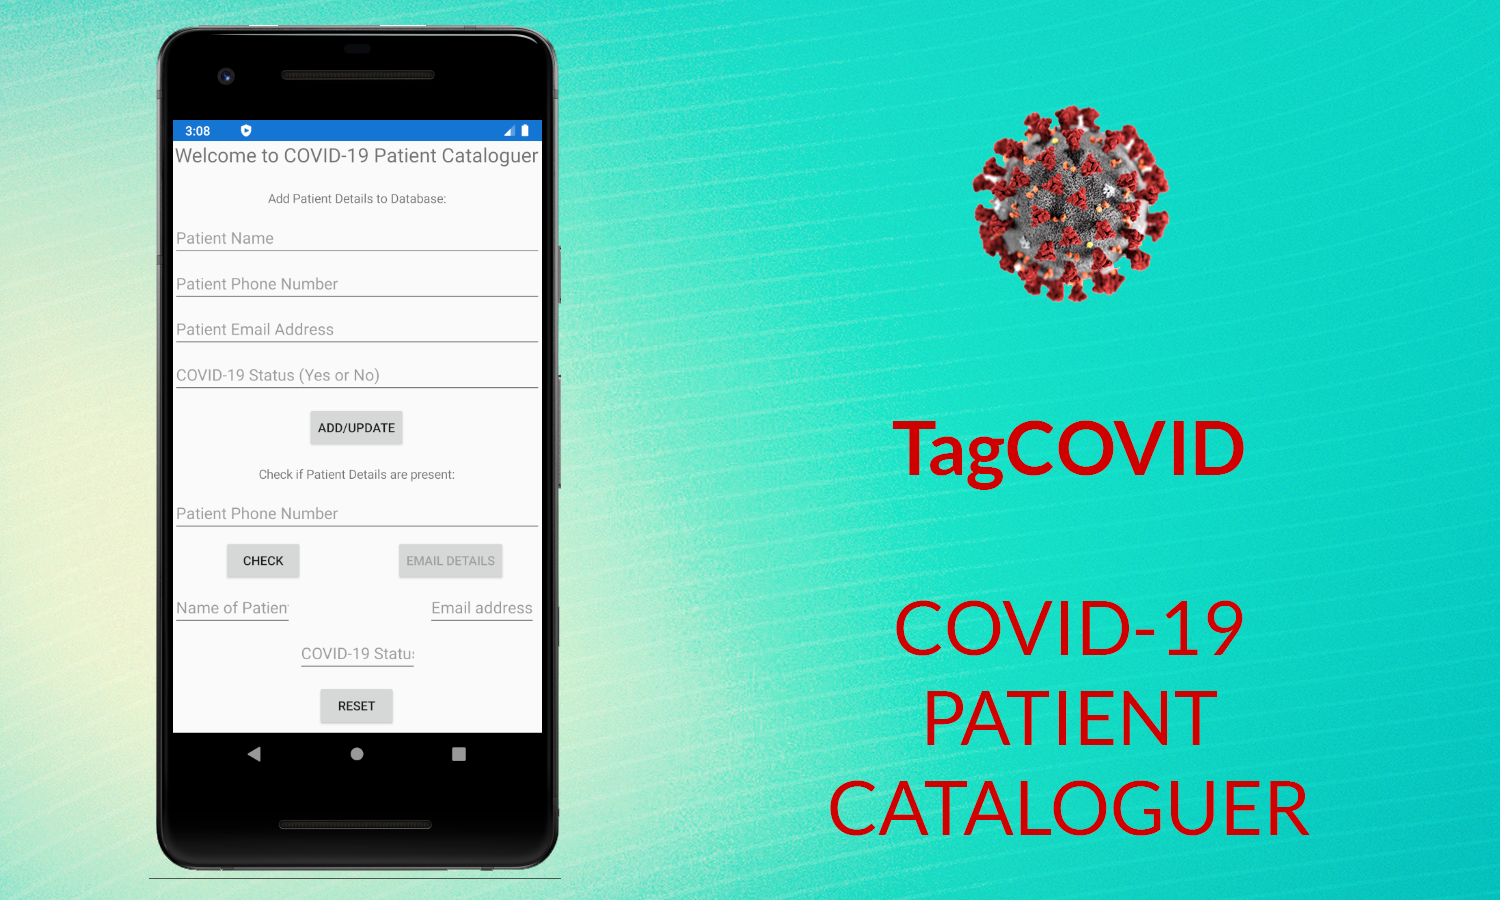 3:08
Welcome to COVID-19 Patient Cataloguer
Add Patient Details to Database:
Patient Name
Patient Phone Number
Patient Email Address
COVID-19 Status (Yes or No)
ADD/UPDATE
Check if Patient Details are present:
Patient Phone Number
CHECK
EMAIL DETAILS
Name of Patien
Email address
COVID-19 Statu
RESET
TagCOVID
COVID-19
PATIENT
CATALOGUER